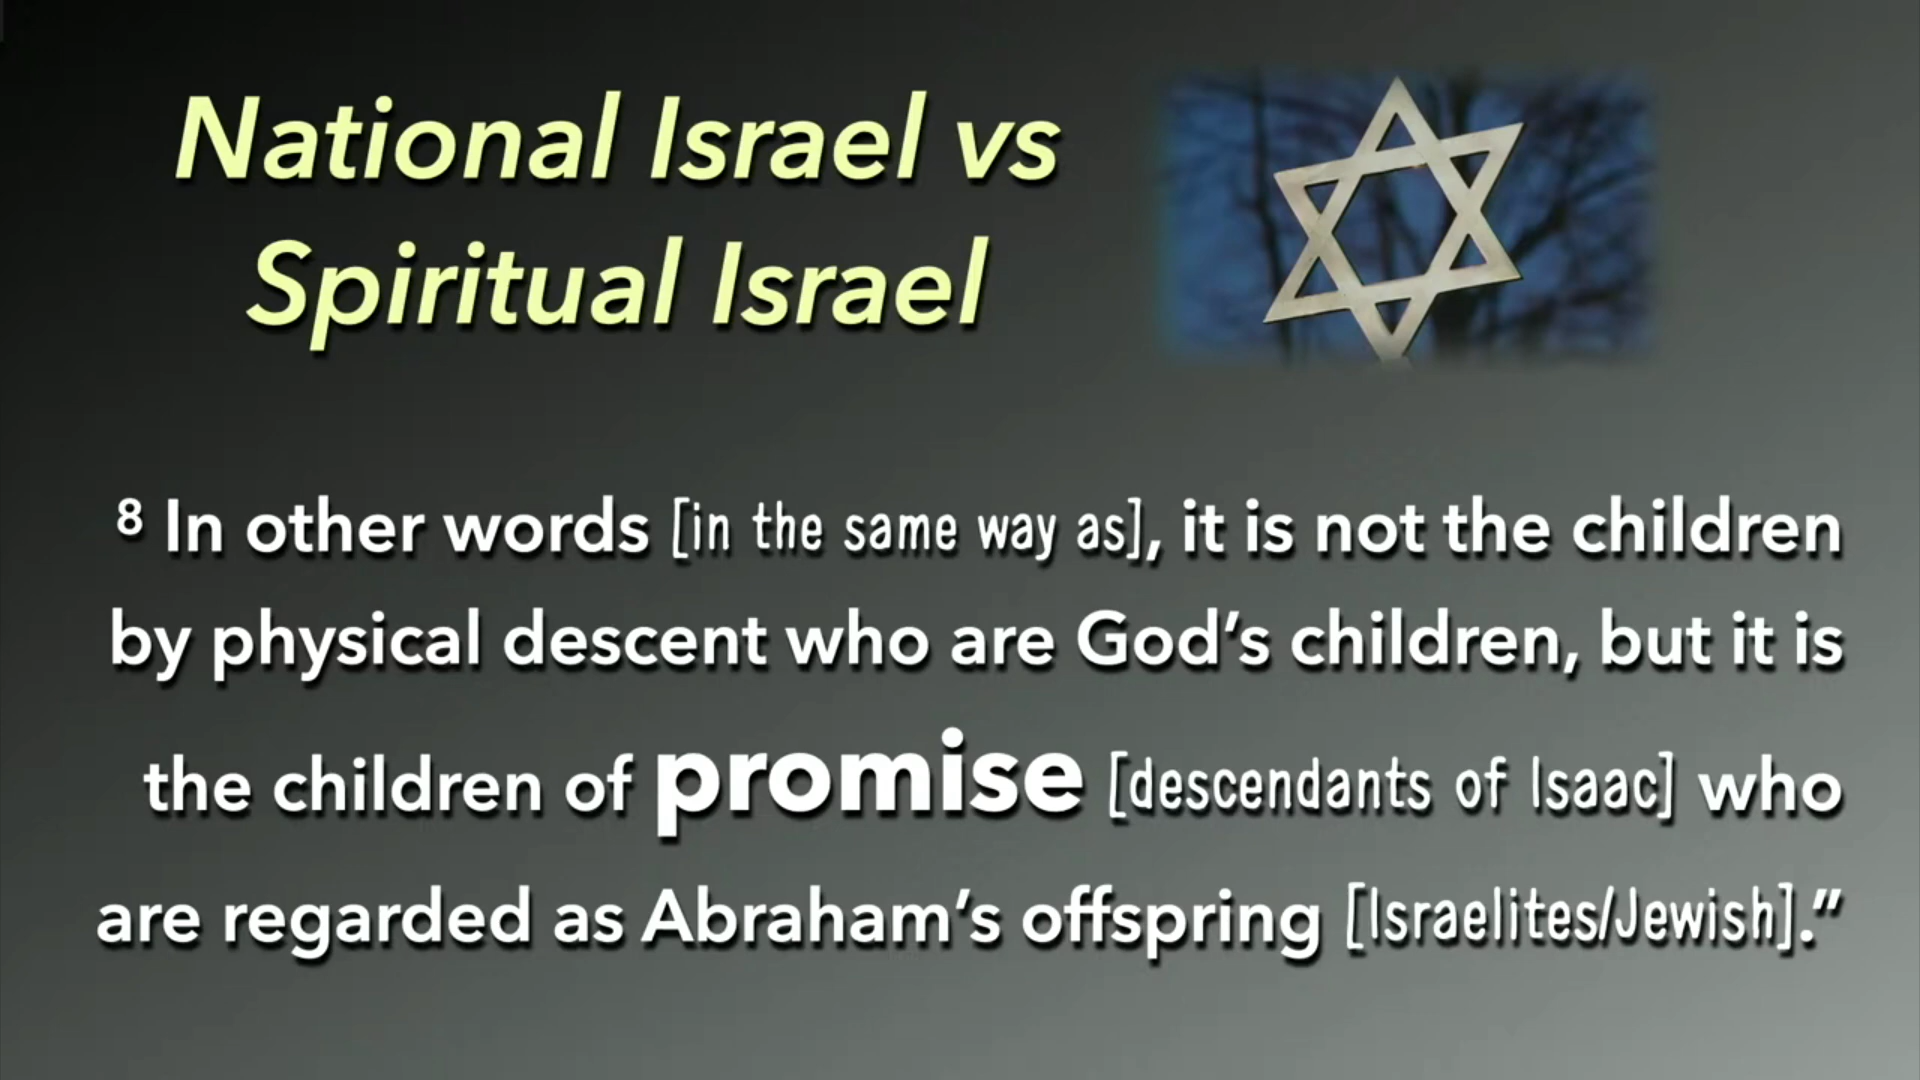 National Israel vs
Spiritual Israel
⁸ In other words [in the same way as], it is not the children
by physical descent who are God’s children, but it is
the children of promise [descendants of Isaac] who
are regarded as Abraham’s offspring [Israelites/Jewish].”